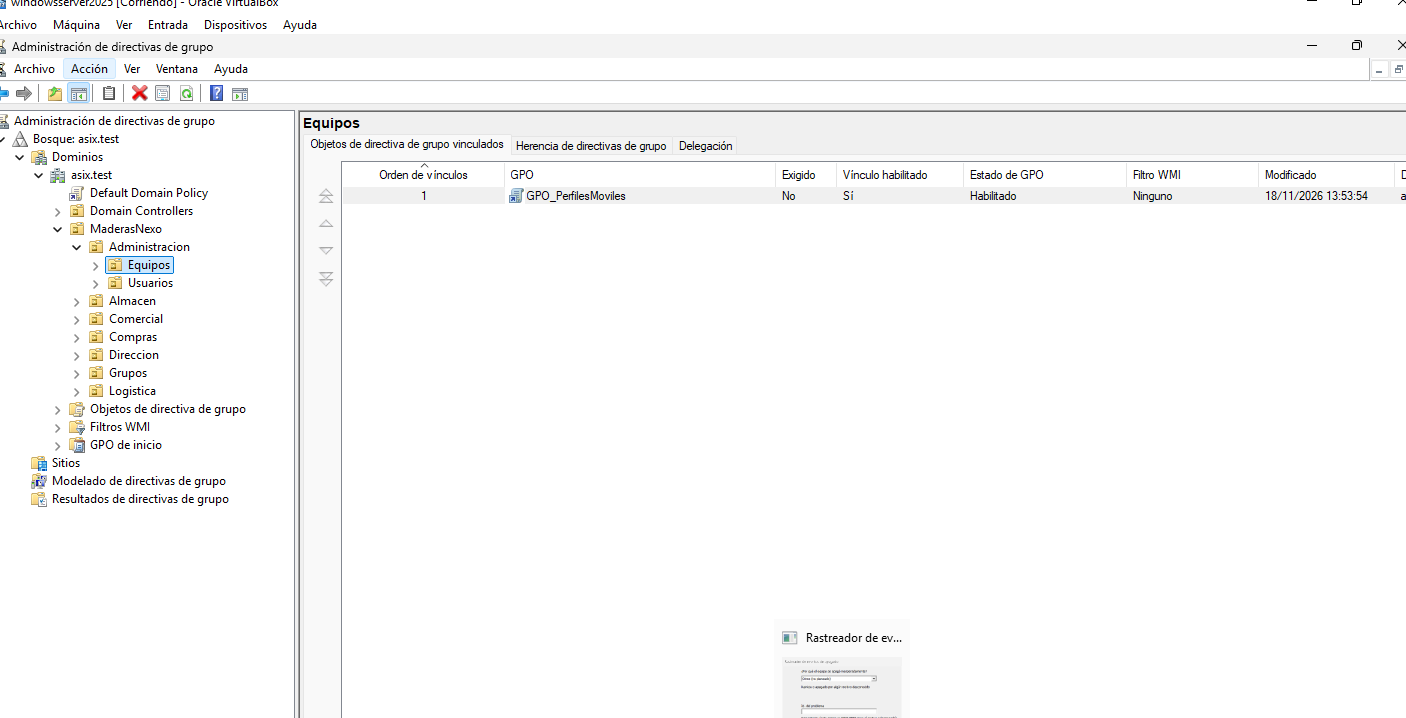 windowsserver2025 [Corriendo] - Oracle VirtualBox
Archivo Máquina Ver Entrada Dispositivos Ayuda
Administración de directivas de grupo
Archivo Acción Ver Ventana Ayuda
Administración de directivas de grupo
Bosque: asix.test
Dominios
asix.test
Default Domain Policy
Domain Controllers
MaderasNexo
Administracion
Equipos
Usuarios
Almacen
Comercial
Compras
Direccion
Grupos
Logistica
Objetos de directiva de grupo
Filtros WMI
GPO de inicio
Sitios
Modelado de directivas de grupo
Resultados de directivas de grupo
Equipos
Objetos de directiva de grupo vinculados Herencia de directivas de grupo Delegación
Orden de vínculos GPO Exigido Vínculo habilitado Estado de GPO Filtro WMI Modificado D
1 GPO_PerfilesMoviles No Sí Habilitado Ninguno 18/11/2026 13:53:54 a
Rastreador de ev...